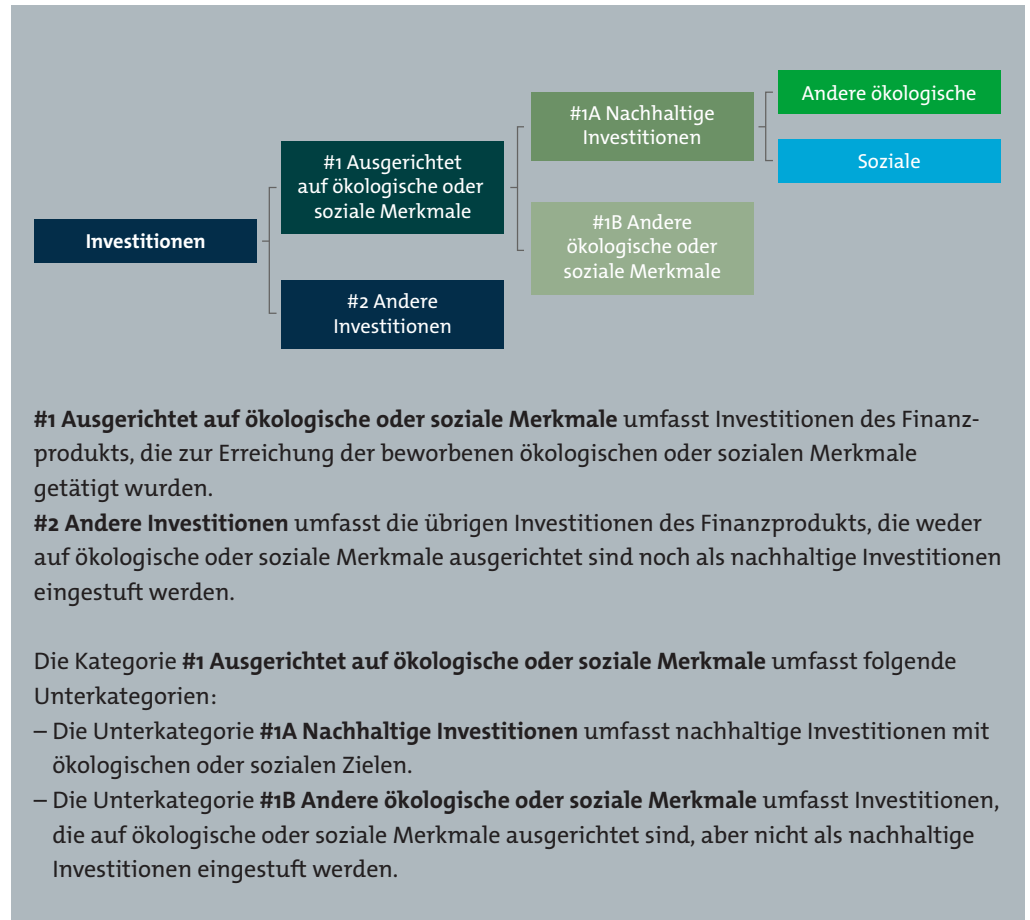 Andere ökologische
#1A Nachhaltige
Investitionen
Soziale
#1 Ausgerichtet
auf ökologische oder
soziale Merkmale
#1B Andere
ökologische oder
soziale Merkmale
Investitionen
#2 Andere
Investitionen
#1 Ausgerichtet auf ökologische oder soziale Merkmale umfasst Investitionen des Finanz-
produkts, die zur Erreichung der beworbenen ökologischen oder sozialen Merkmale
getätigt wurden.
#2 Andere Investitionen umfasst die übrigen Investitionen des Finanzprodukts, die weder
auf ökologische oder soziale Merkmale ausgerichtet sind noch als nachhaltige Investitionen
eingestuft werden.
Die Kategorie #1 Ausgerichtet auf ökologische oder soziale Merkmale umfasst folgende
Unterkategorien:
– Die Unterkategorie #1A Nachhaltige Investitionen umfasst nachhaltige Investitionen mit
ökologischen oder sozialen Zielen.
– Die Unterkategorie #1B Andere ökologische oder soziale Merkmale umfasst Investitionen,
die auf ökologische oder soziale Merkmale ausgerichtet sind, aber nicht als nachhaltige
Investitionen eingestuft werden.